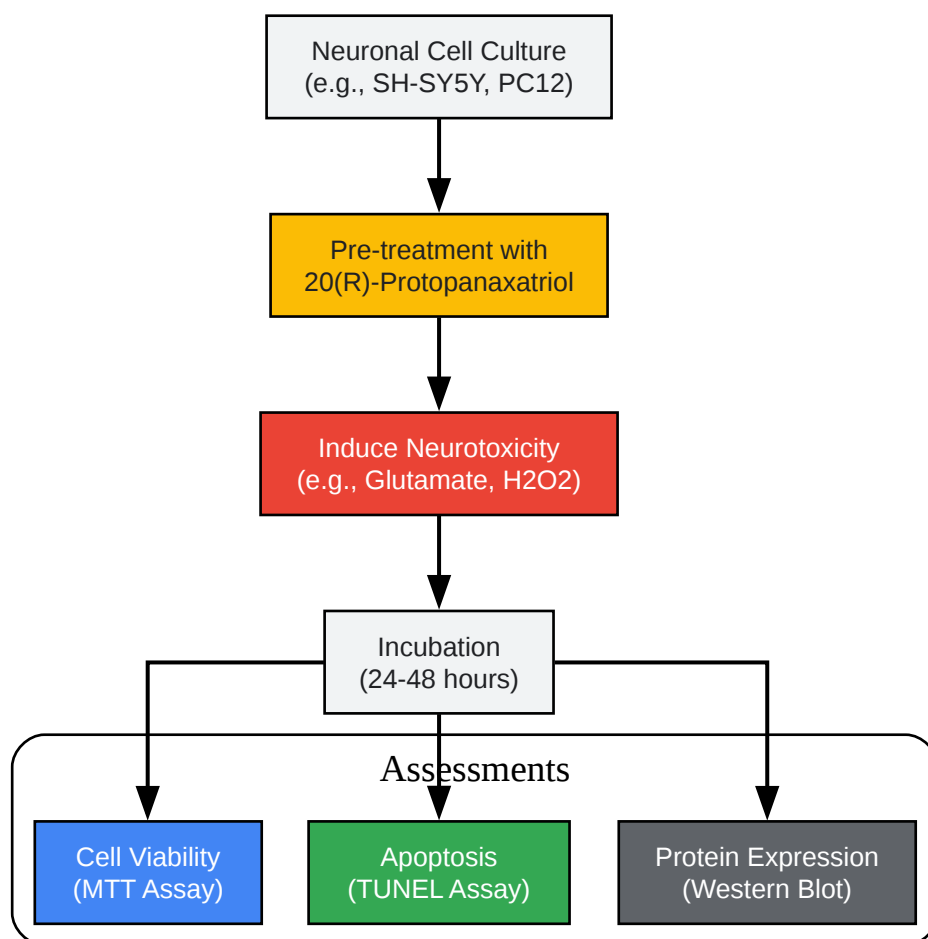 Neuronal Cell Culture
(e.g., SH-SY5Y, PC12)
Pre-treatment with
20(R)-Protopanaxatriol
Induce Neurotoxicity
(e.g., Glutamate, H2O2)
Incubation
(24-48 hours)
Assessments
Cell Viability
(MTT Assay)
Apoptosis
(TUNEL Assay)
Protein Expression
(Western Blot)